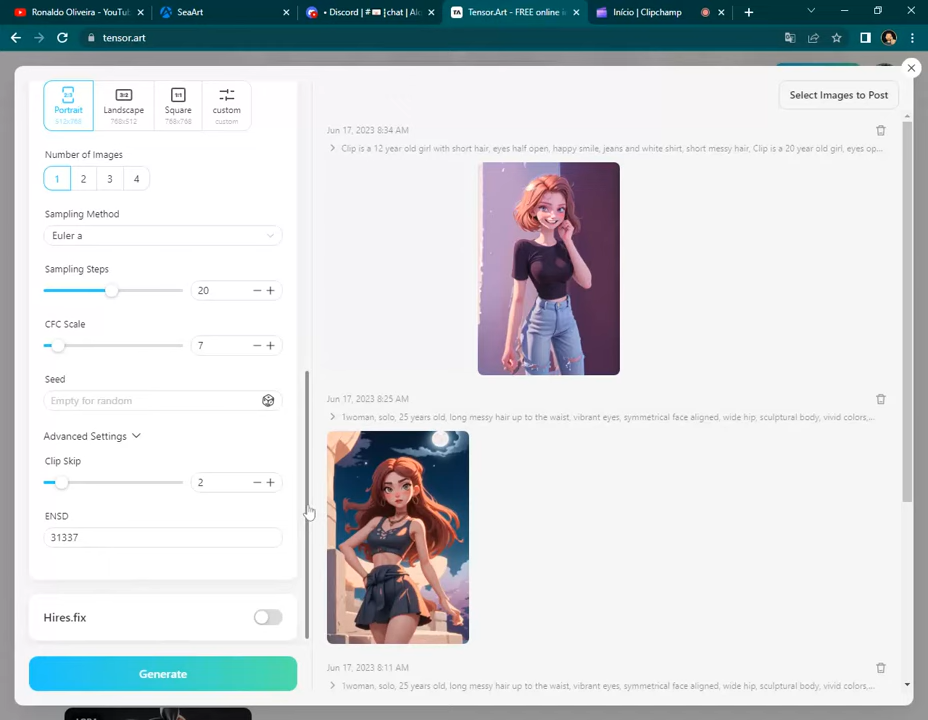 Ronaldo Oliveira - YouTu
SeaArt
• Discord | #
chat | Al
Tensor.Art - FREE online i
Início | Clipchamp
tensor.art
Select Images to Post
Portrait
512x768
Landscape
768x512
Square
768x768
custom
custom
Number of Images
1
2
3
4
Sampling Method
Euler a
Sampling Steps
20
CFC Scale
7
Seed
Empty for random
Advanced Settings
Clip Skip
2
ENSD
31337
Hires.fix
Generate
Jun 17, 2023 8:34 AM
Clip is a 12 year old girl with short hair, eyes half open, happy smile, jeans and white shirt, short messy hair, Clip is a 20 year old girl, eyes op...
Jun 17, 2023 8:25 AM
1woman, solo, 25 years old, long messy hair up to the waist, vibrant eyes, symmetrical face aligned, wide hip, sculptural body, vivid colors,...
Jun 17, 2023 8:11 AM
1woman, solo, 25 years old, long messy hair up to the waist, vibrant eyes, symmetrical face aligned, wide hip, sculptural body, vivid colors,...